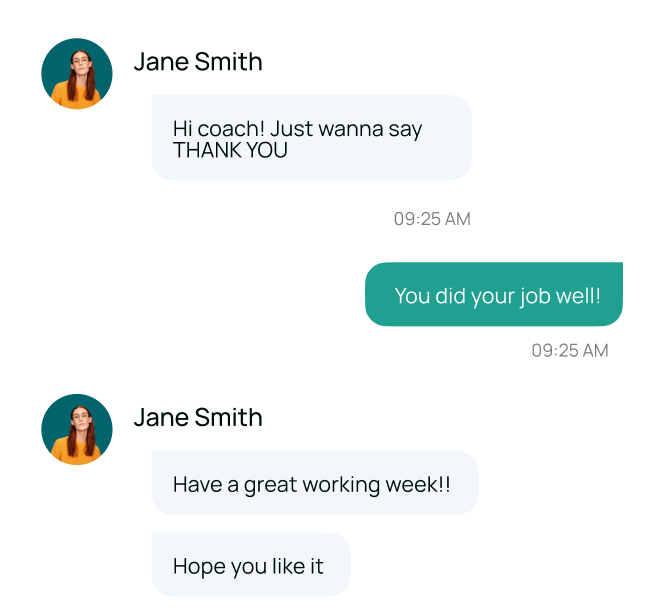 Jane Smith
Hi coach! Just wanna say
THANK YOU
09:25 AM
You did your job well!
09:25 AM
Jane Smith
Have a great working week!!
Hope you like it